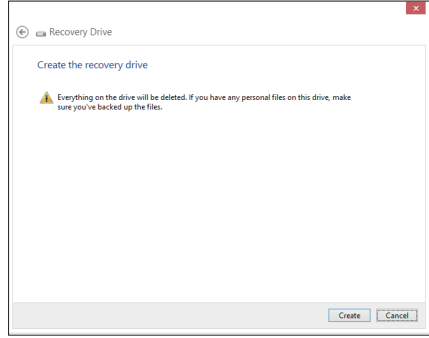 Recovery Drive
Create the recovery drive
Everything on the drive will be deleted. If you have any personal files on this drive, make
sure you've backed up the files.
Create Cancel